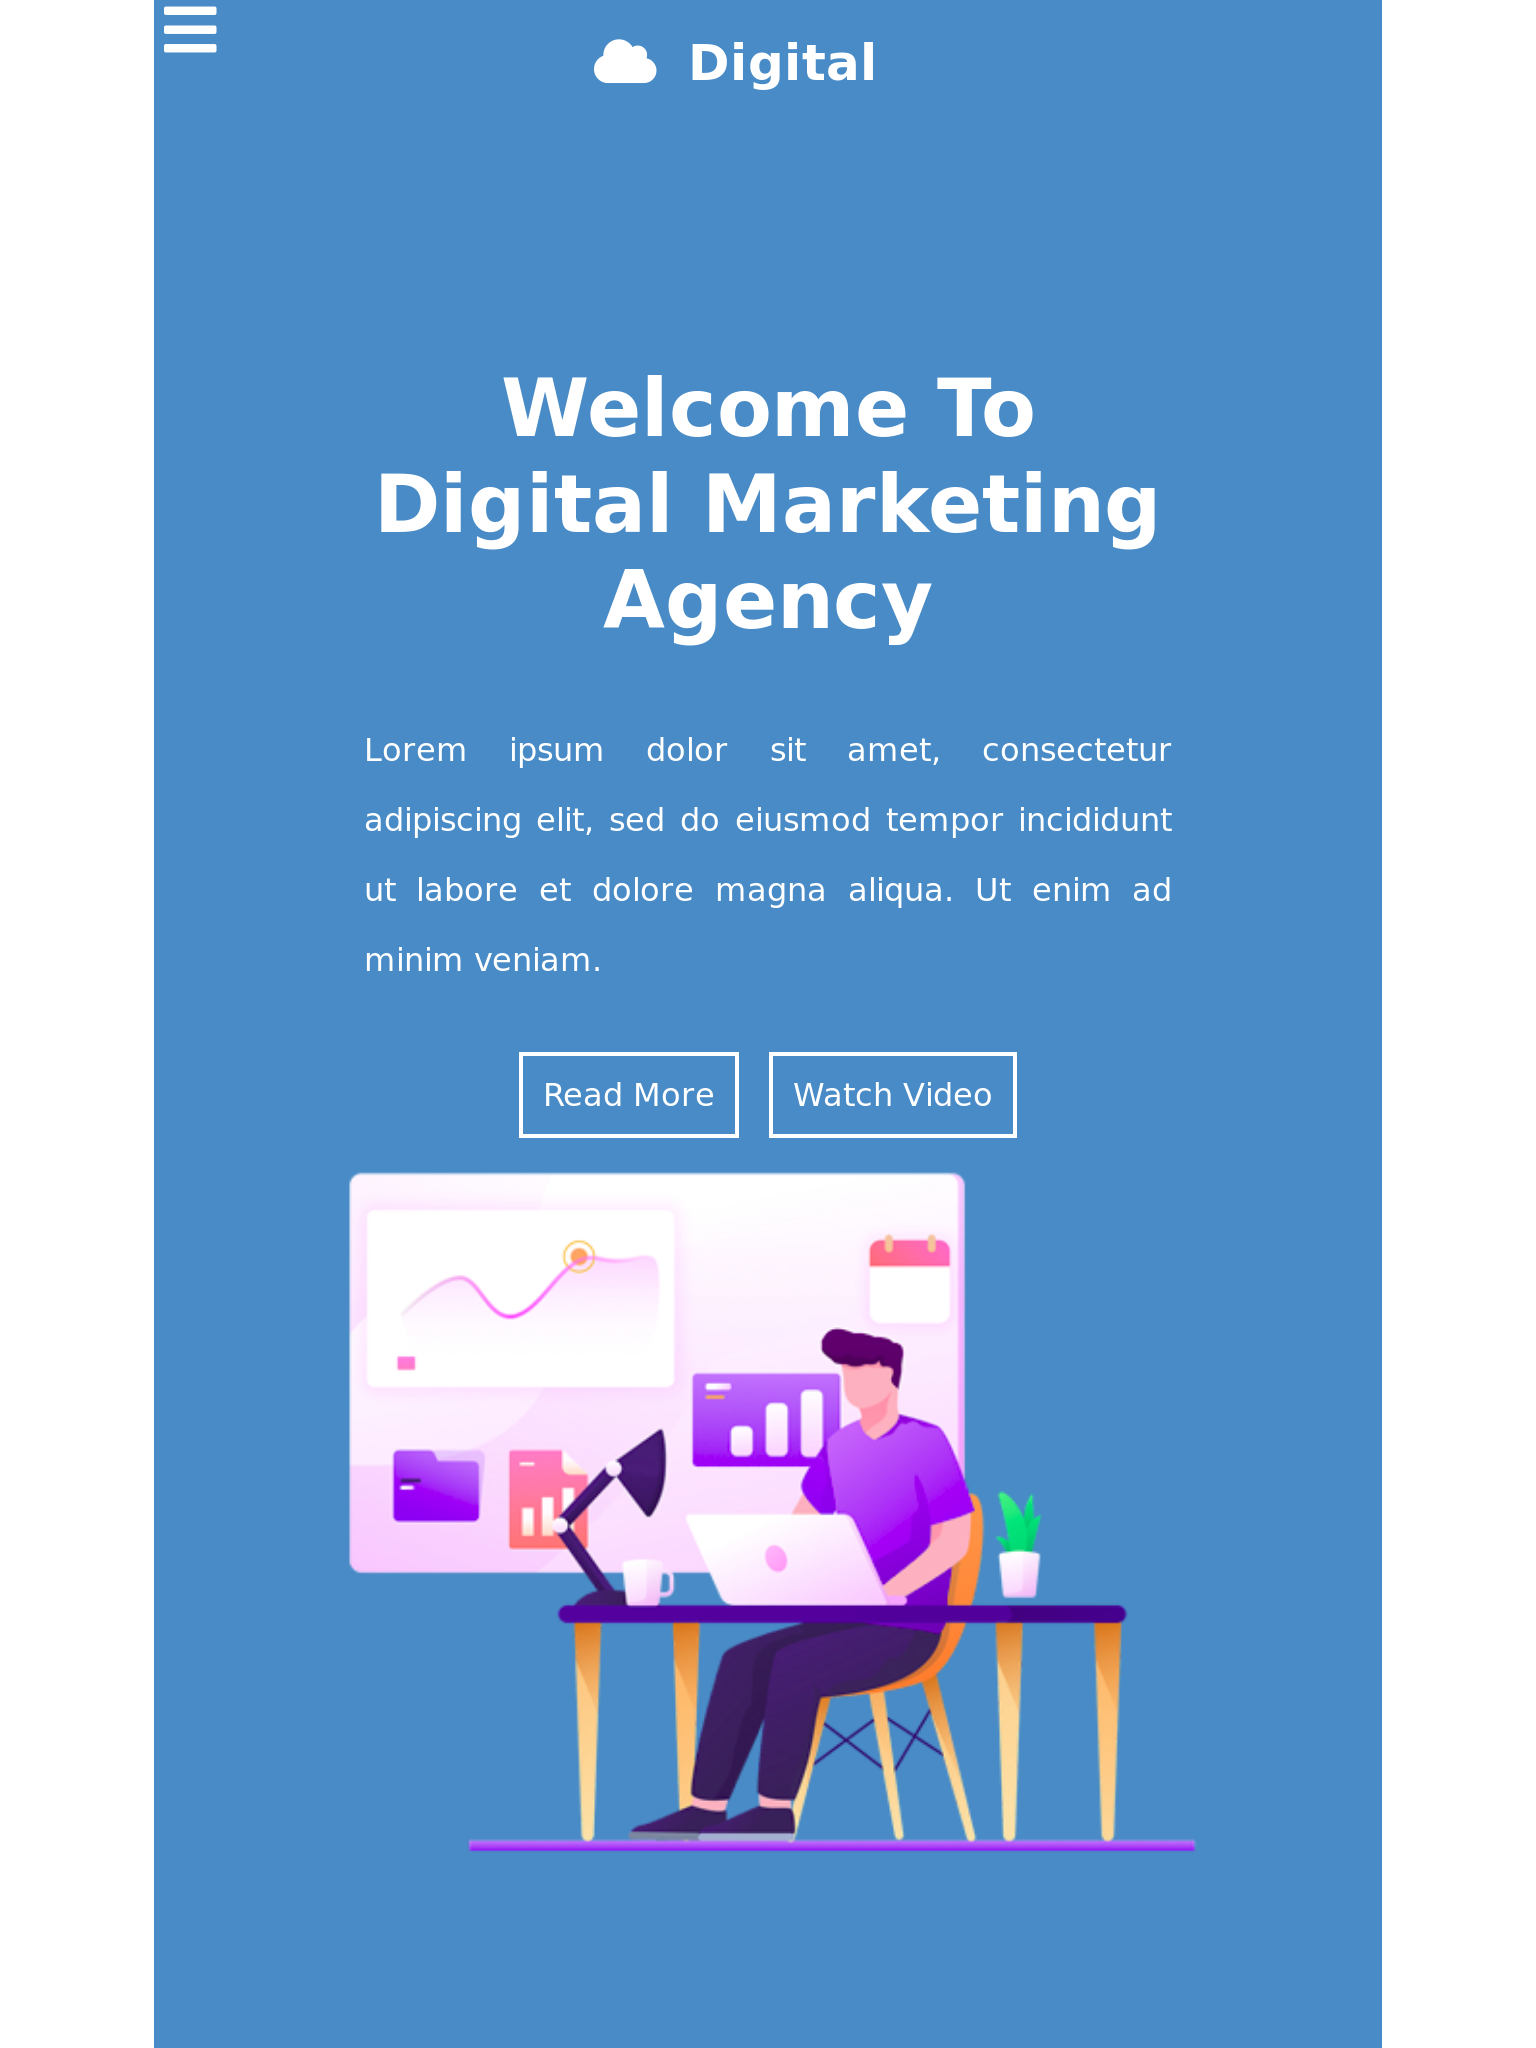 Digital
Welcome To
Digital Marketing
Agency
Lorem ipsum dolor sit amet, consectetur
adipiscing elit, sed do eiusmod tempor incididunt
ut labore et dolore magna aliqua. Ut enim ad
minim veniam.
Read More
Watch Video